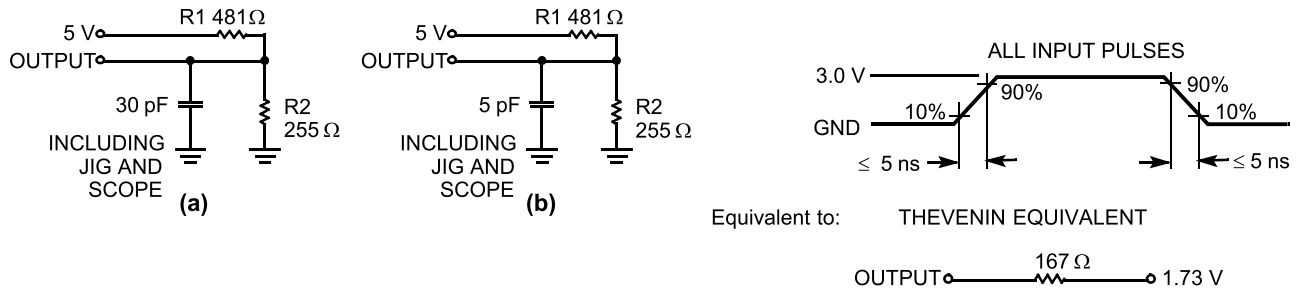 R1 481Ω
5 V
OUTPUT
30 pF
R2
255 Ω
INCLUDING
JIG AND
SCOPE
(a)
R1 481Ω
5 V
OUTPUT
5 pF
R2
255 Ω
INCLUDING
JIG AND
SCOPE
(b)
ALL INPUT PULSES
3.0 V
90%
90%
10%
10%
GND
≤ 5 ns
≤ 5 ns
Equivalent to: THEVENIN EQUIVALENT
167 Ω
OUTPUT 1.73 V